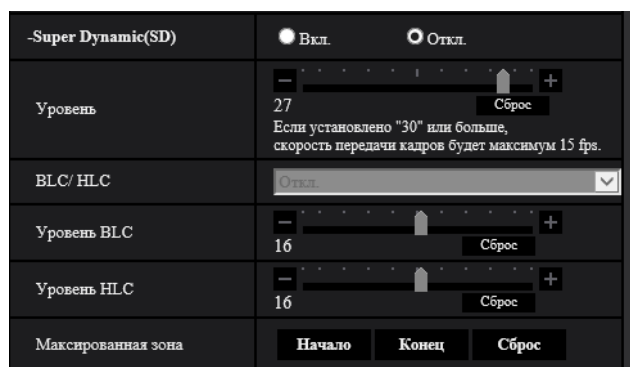 -Super Dynamic(SD) Вкл. Откл.
Уровень
27 Сброс
Если установлено "30" или больше,
скорость передачи кадров будет максимум 15 fps.
BLC/ HLC Откл.
Уровень BLC
16 Сброс
Уровень HLC
16 Сброс
Максированная зона Начало Конец Сброс